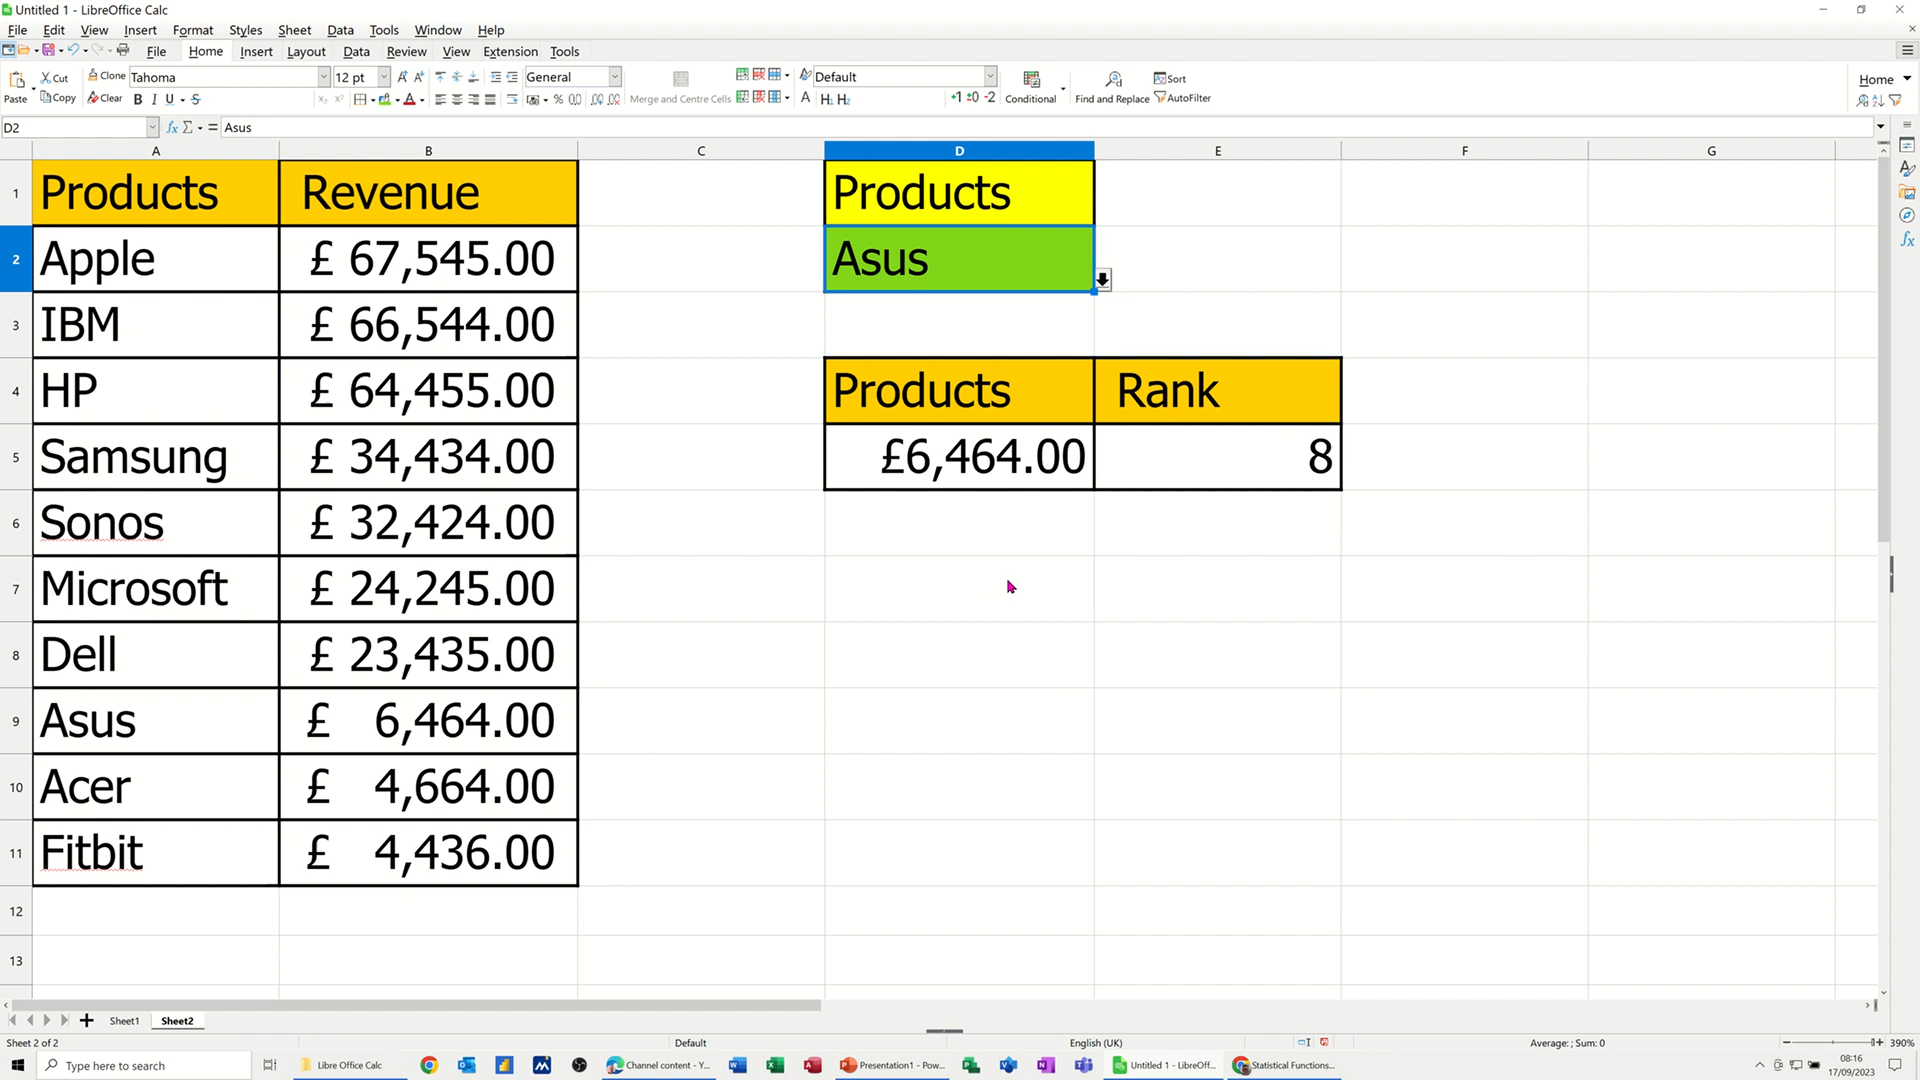 Untitled 1 - LibreOffice Calc
File Edit View Insert Format Styles Sheet Data Tools Window Help
File Home Insert Layout Data Review View Extension Tools
Paste Cut Copy Clone Clear Tahoma 12 pt General Merge and Centre Cells Default Conditional Find and Replace Sort AutoFilter Home
D2 Asus
A B C D E F G
1 Products Revenue Products
2 Apple £ 67,545.00 Asus
3 IBM £ 66,544.00
4 HP £ 64,455.00 Products Rank
5 Samsung £ 34,434.00 £6,464.00 8
6 Sonos £ 32,424.00
7 Microsoft £ 24,245.00
8 Dell £ 23,435.00
9 Asus £ 6,464.00
10 Acer £ 4,664.00
11 Fitbit £ 4,436.00
12
13
Sheet1 Sheet2
Sheet 2 of 2 Default English (UK) Average: ; Sum: 0 390%
Type here to search Libre Office Calc Channel content - Y... Presentation1 - Pow... Untitled 1 - LibreOff... Statistical Functions... 08:16
17/09/2023